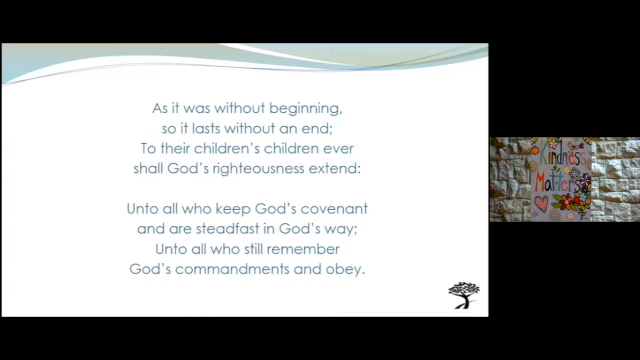 As it was without beginning,
so it lasts without an end;
To their children's children ever
shall God's righteousness extend:
Unto all who keep God's covenant
and are steadfast in God's way;
Unto all who still remember
God's commandments and obey.
Kindness
Matters